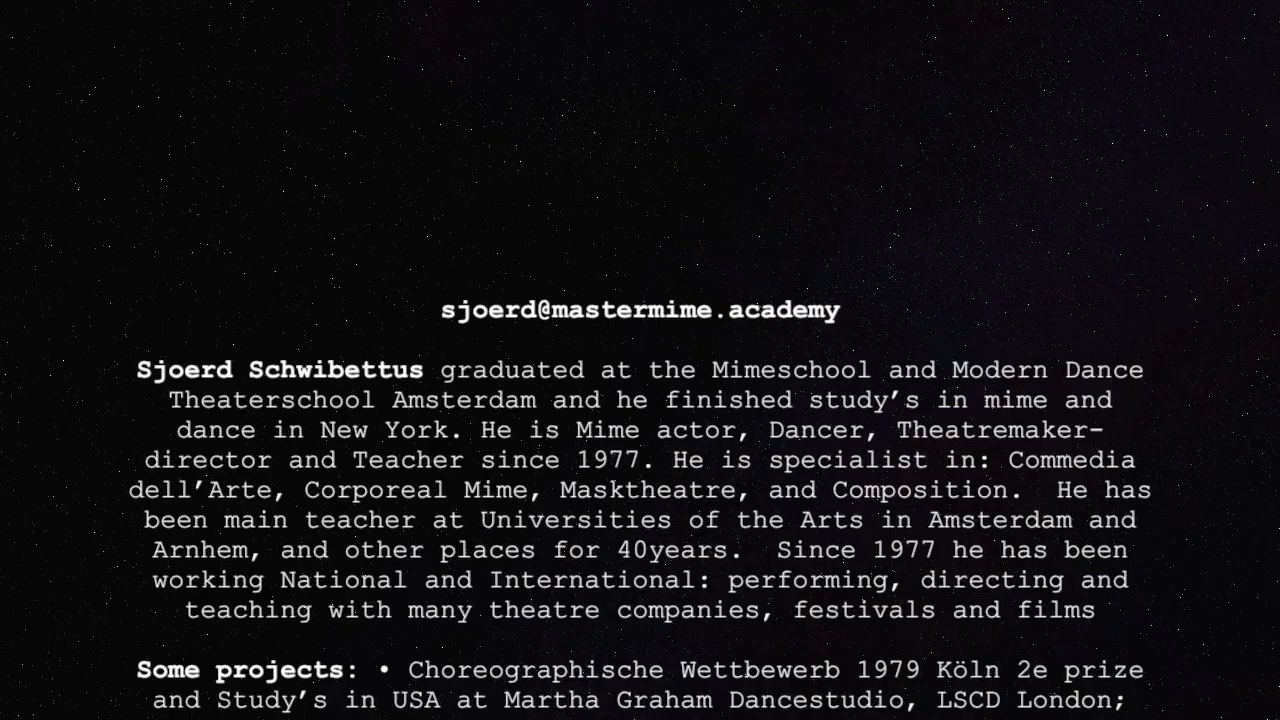 sjoerd@mastermime.academy
Sjoerd Schwibettus graduated at the Mimeschool and Modern Dance
Theaterschool Amsterdam and he finished study’s in mime and
dance in New York. He is Mime actor, Dancer, Theatremaker-
director and Teacher since 1977. He is specialist in: Commedia
dell’Arte, Corporeal Mime, Masktheatre, and Composition.  He has
been main teacher at Universities of the Arts in Amsterdam and
Arnhem, and other places for 40years.  Since 1977 he has been
working National and International: performing, directing and
teaching with many theatre companies, festivals and films
Some projects: • Choreographische Wettbewerb 1979 Köln 2e prize
and Study’s in USA at Martha Graham Dancestudio, LSCD London;